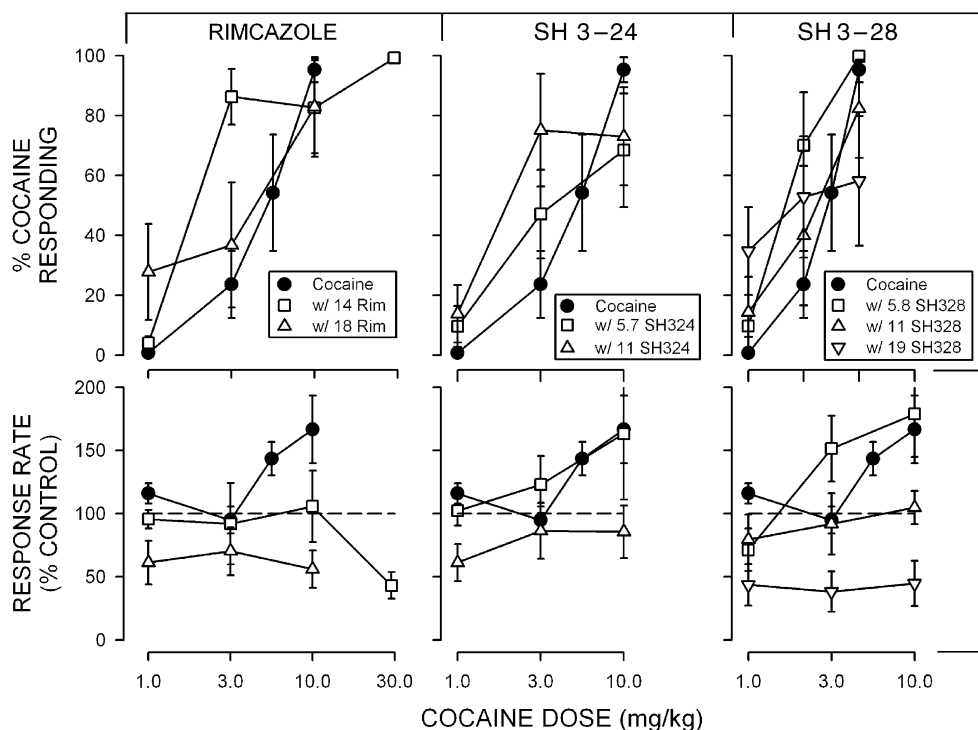 RIMCAZOLE
SH 3–24
SH 3–28
% COCAINE
RESPONDING
100
80
60
40
20
0
Cocaine
w/ 14 Rim
w/ 18 Rim
Cocaine
w/ 5.7 SH324
w/ 11 SH324
Cocaine
w/ 5.8 SH328
w/ 11 SH328
w/ 19 SH328
RESPONSE RATE
(% CONTROL)
200
150
100
50
0
1.0 3.0 10.0 30.0
1.0 3.0 10.0
1.0 3.0 10.0
COCAINE DOSE (mg/kg)